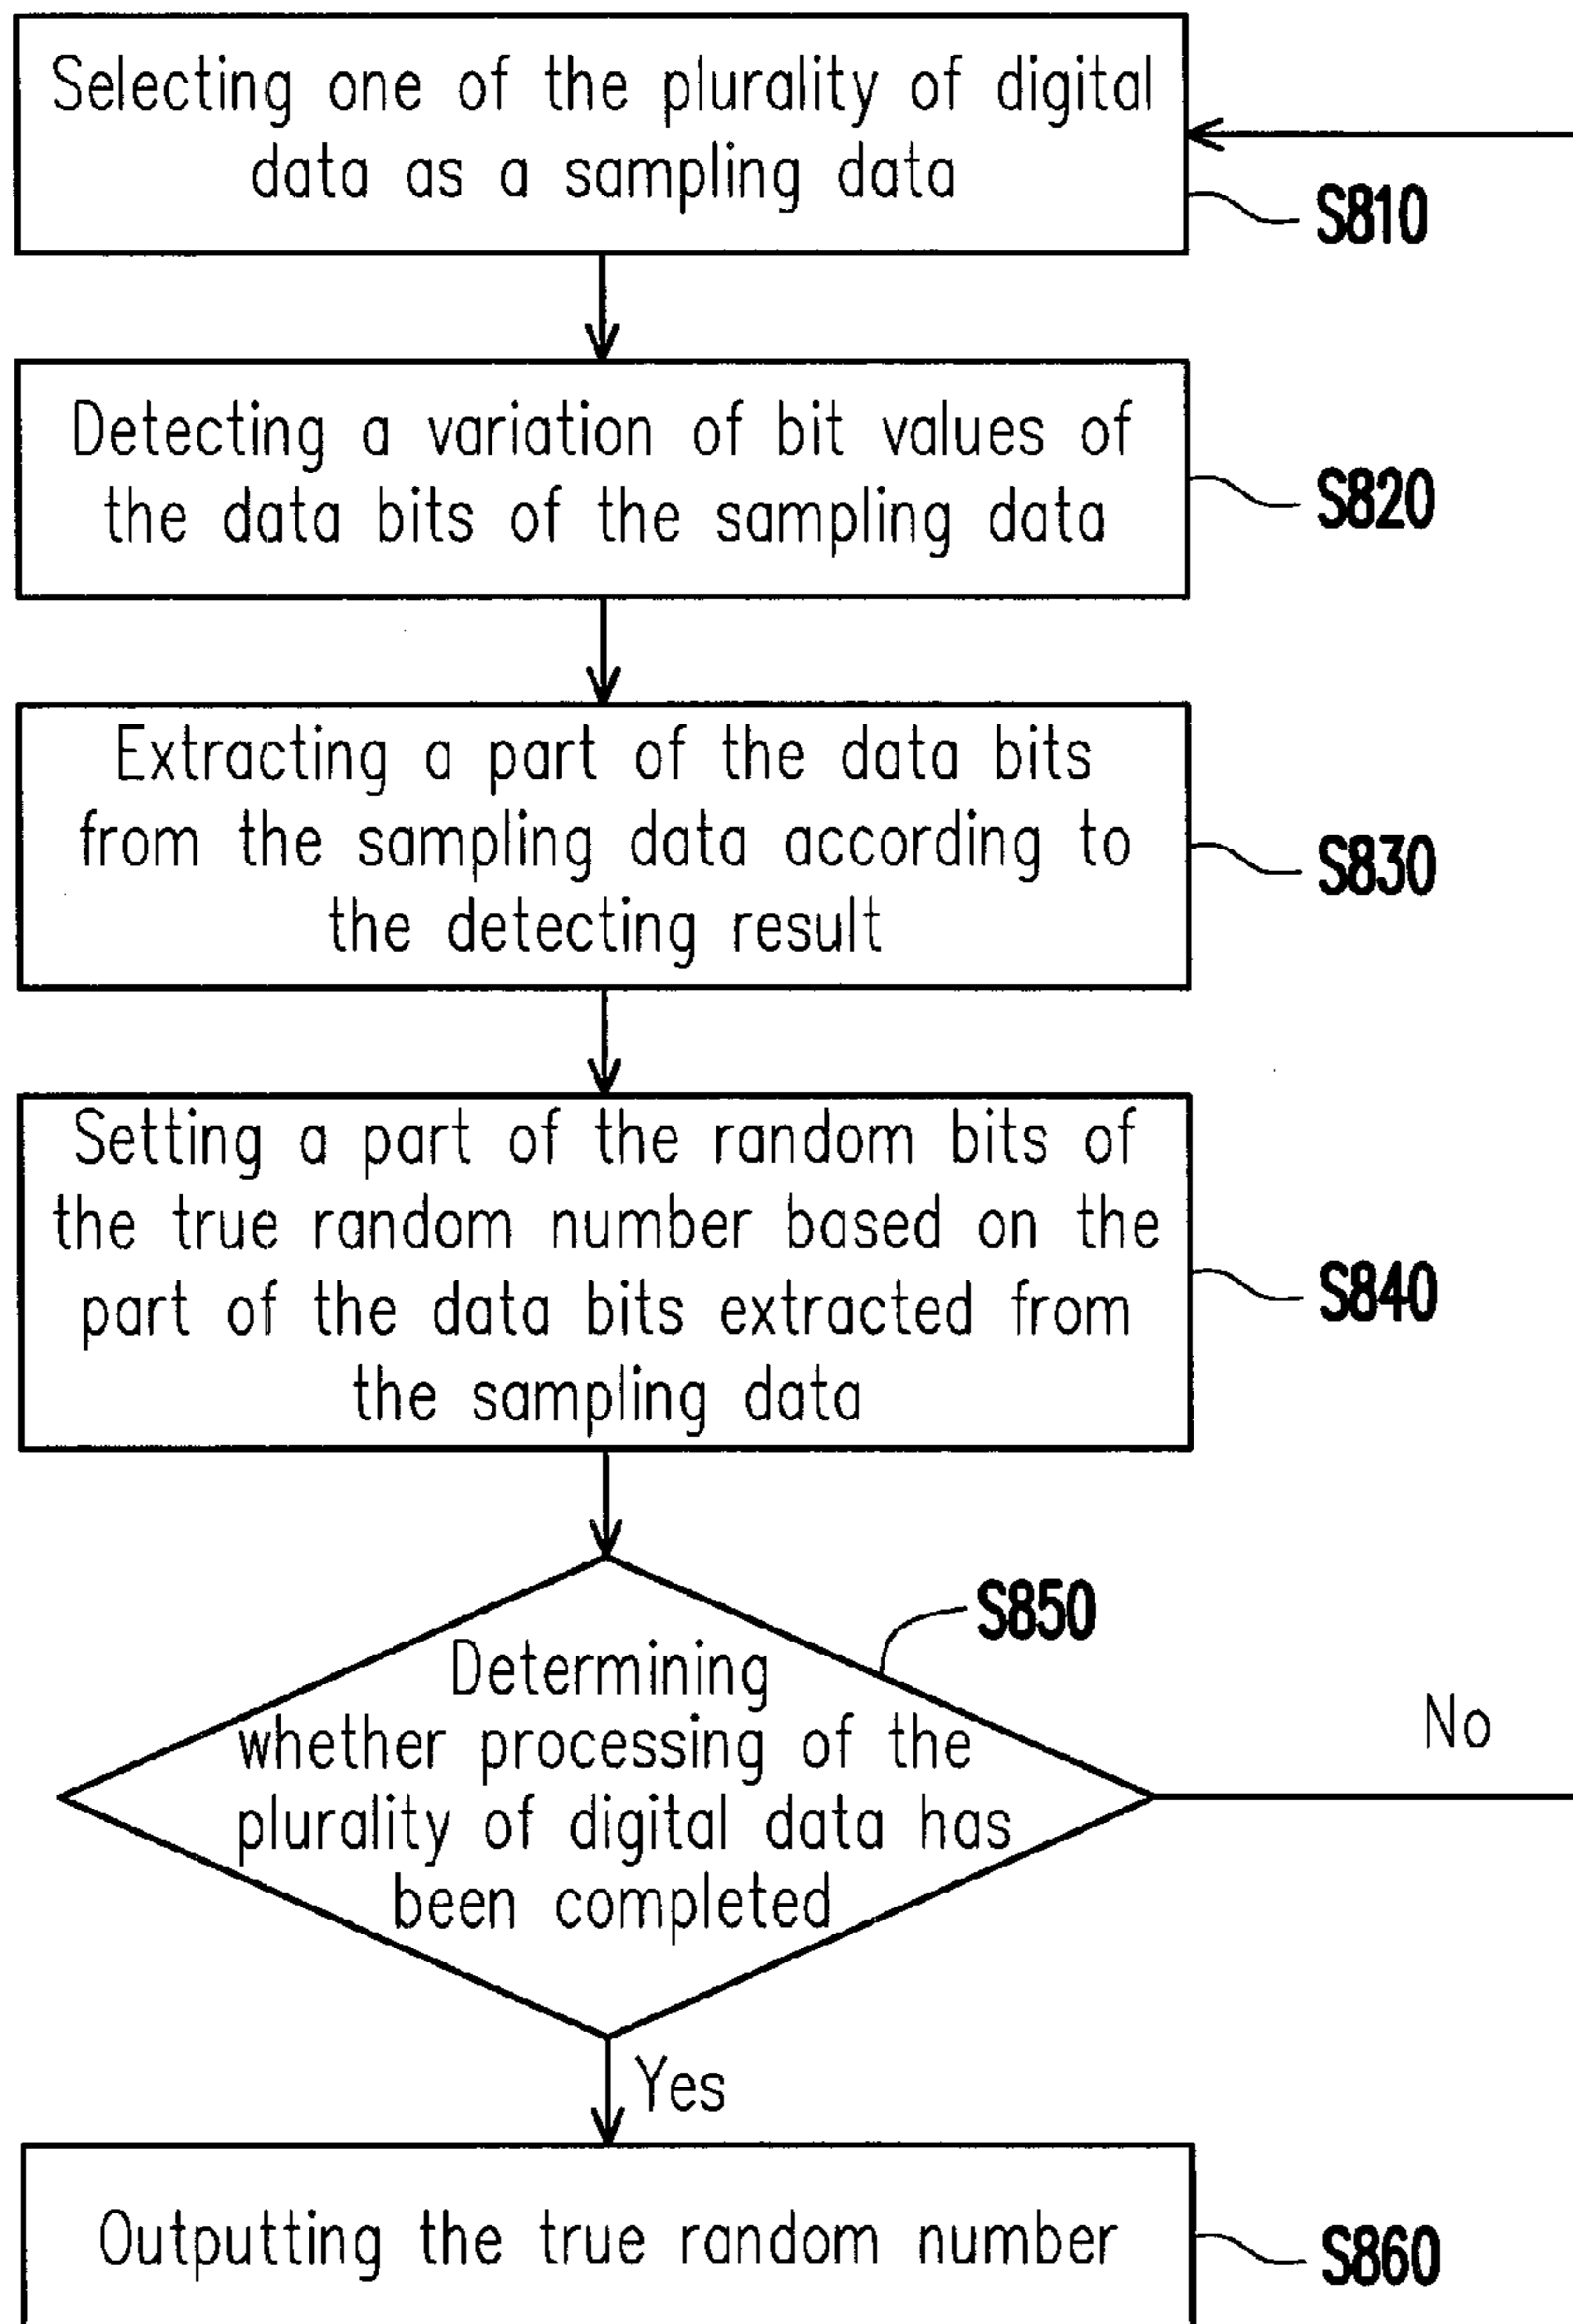 Selecting one of the plurality of digital
data as a sampling data
S810
Detecting a variation of bit values of
the data bits of the sampling data
S820
Extracting a part of the data bits
from the sampling data according to
the detecting result
S830
Setting a part of the random bits of
the true random number based on the
part of the data bits extracted from
the sampling data
S840
S850
Determining
whether processing of the
plurality of digital data has
been completed
No
Yes
Outputting the true random number
S860